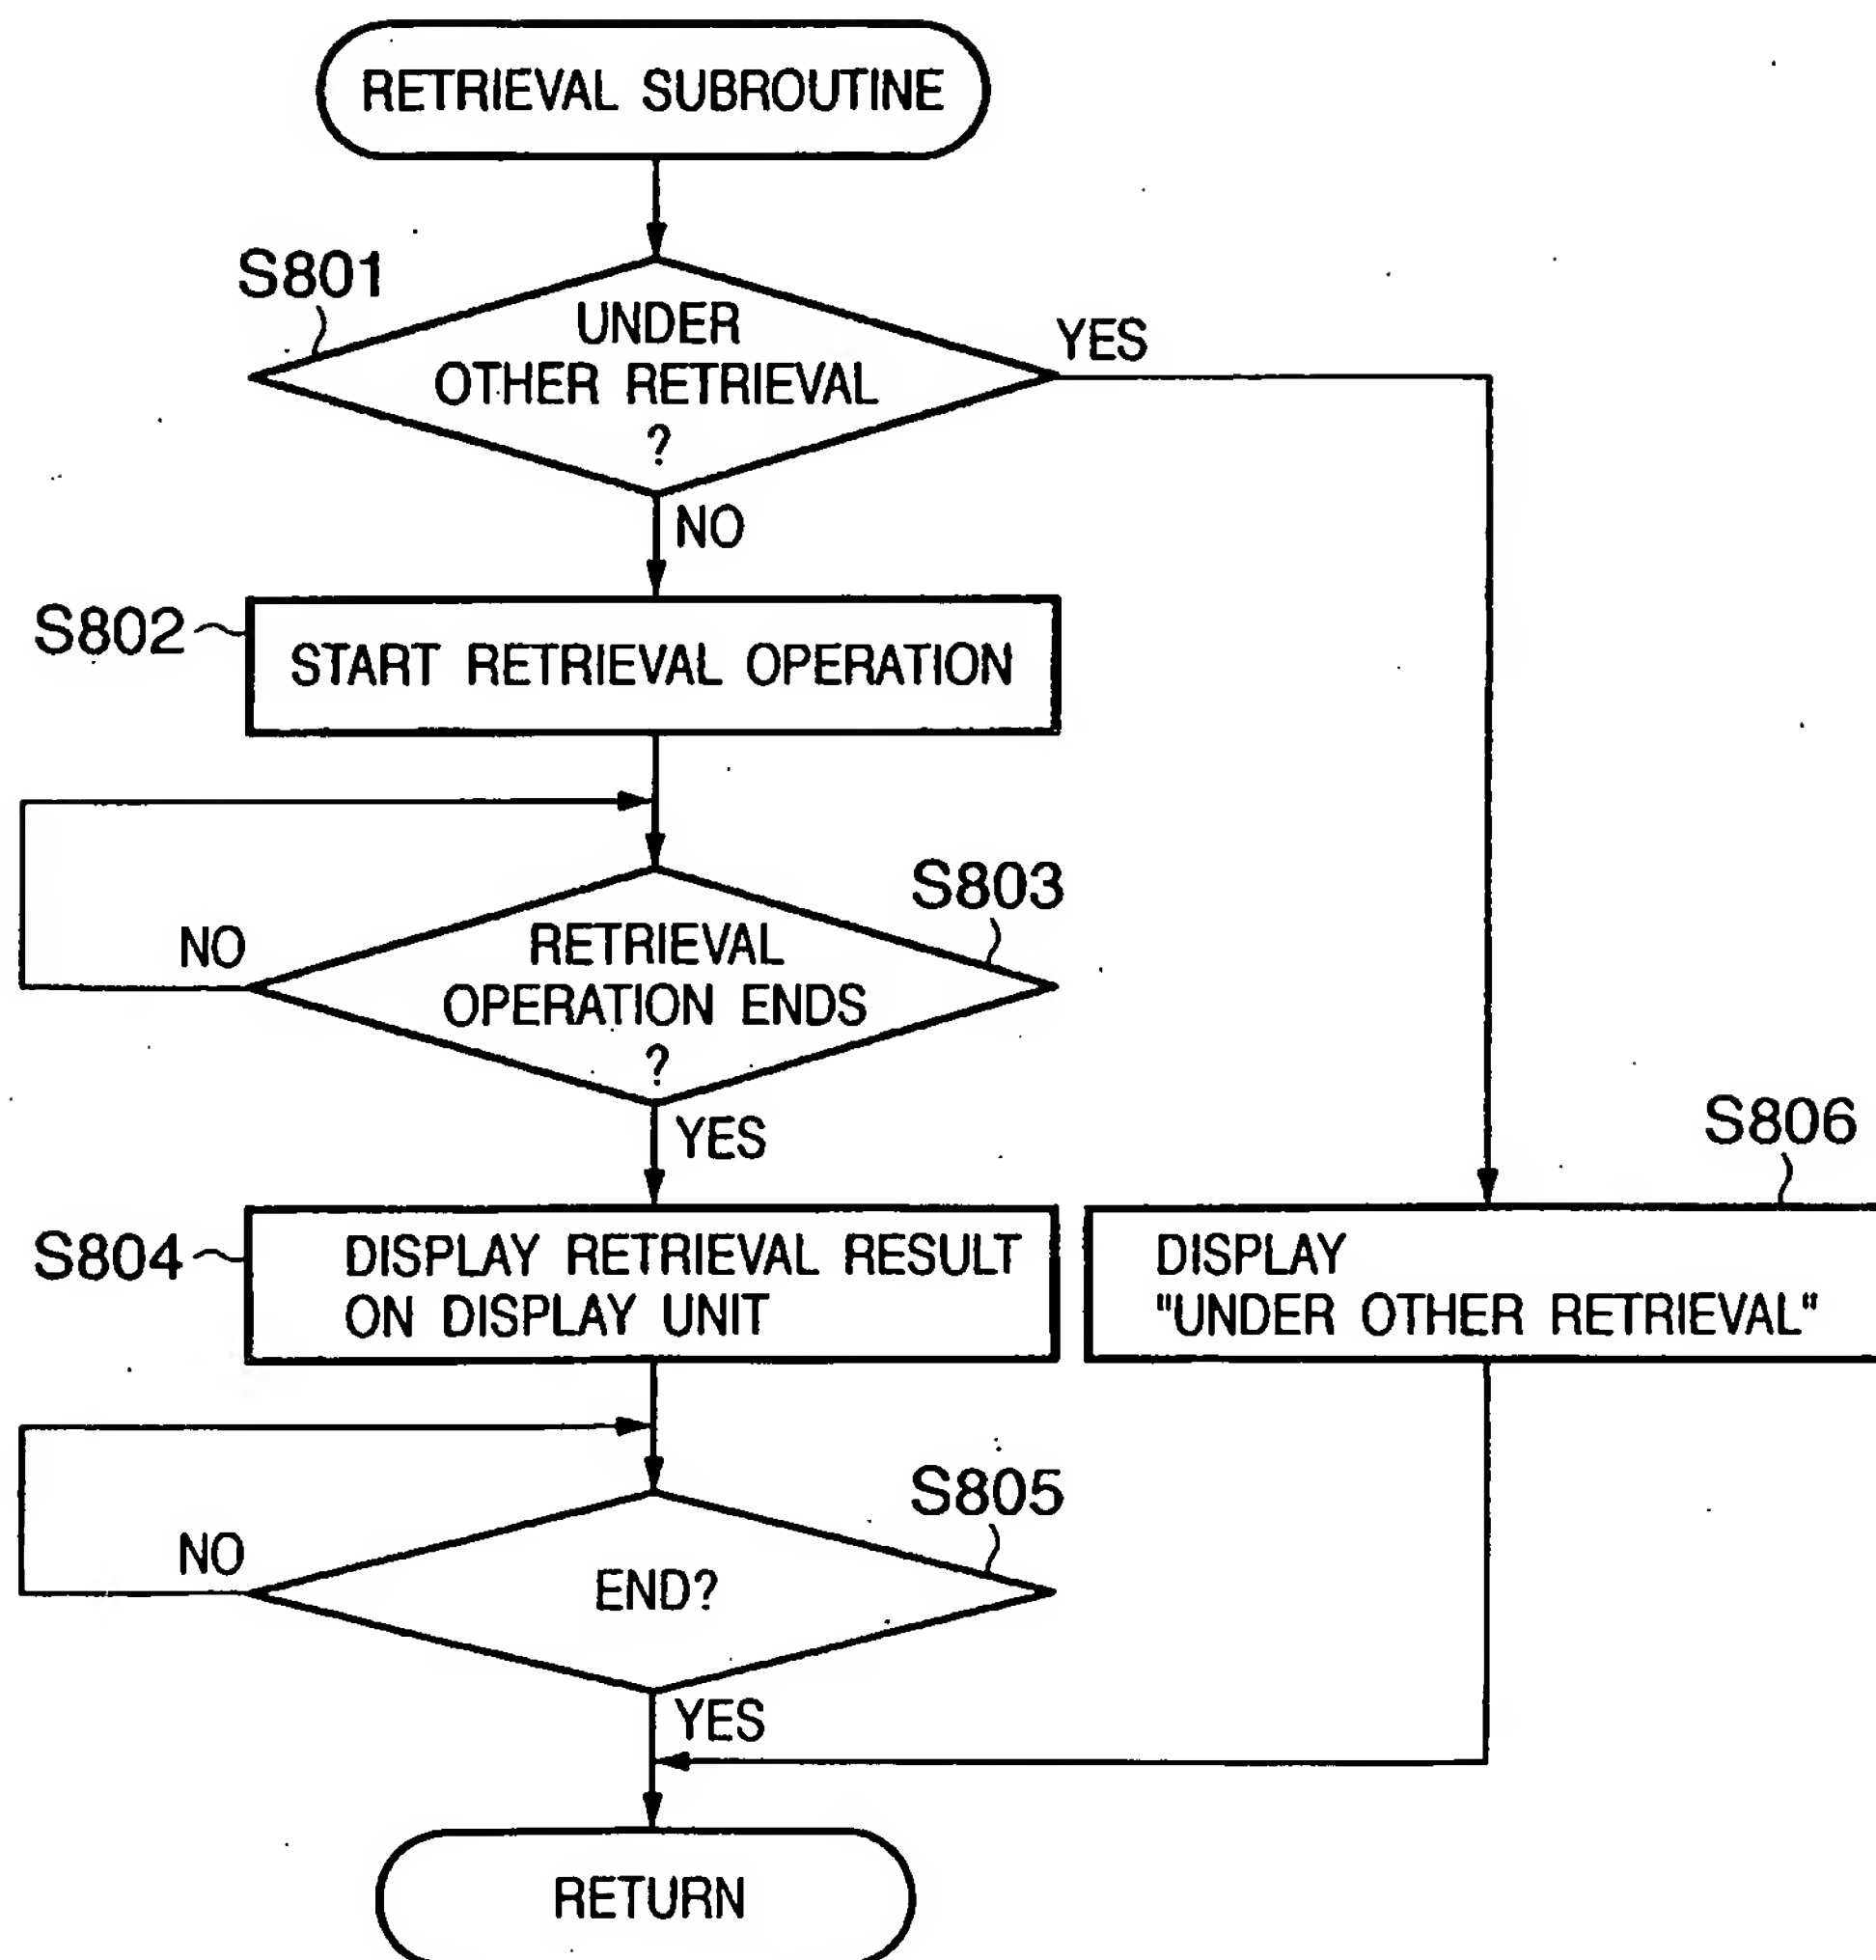 RETRIEVAL SUBROUTINE
S801
UNDER
OTHER RETRIEVAL
?
YES
NO
S802
START RETRIEVAL OPERATION
S803
NO
RETRIEVAL
OPERATION ENDS
?
YES
S806
S804
DISPLAY RETRIEVAL RESULT
ON DISPLAY UNIT
DISPLAY
"UNDER OTHER RETRIEVAL"
S805
NO
END?
YES
RETURN